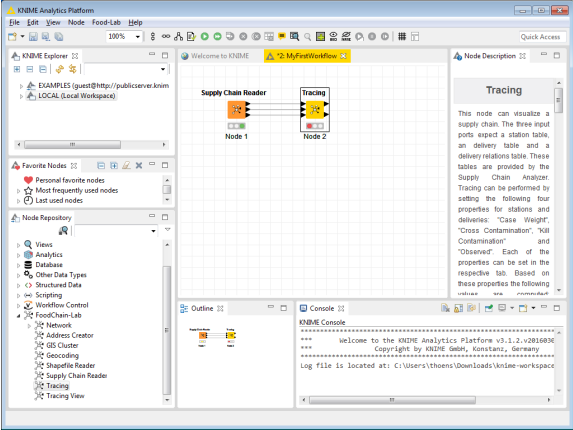 KNIME Analytics Platform
File Edit View Node Food-Lab Help
100%
Quick Access
KNIME Explorer
EXAMPLES (guest@http://publicserver.knim
LOCAL (Local Workspace)
Favorite Nodes
Personal favorite nodes
Most frequently used nodes
Last used nodes
Node Repository
Views
Analytics
Database
Other Data Types
Structured Data
Scripting
Workflow Control
FoodChain-Lab
Network
Address Creator
GIS Cluster
Geocoding
Shapefile Reader
Supply Chain Reader
Tracing
Tracing View
Welcome to KNIME
*2: MyFirstWorkflow
Supply Chain Reader
Tracing
Node 1
Node 2
Outline
Console
KNIME Console
***********************************************
*** Welcome to the KNIME Analytics Platform v3.1.2.v2016030
*** Copyright by KNIME GmbH, Konstanz, Germany
***********************************************
Log file is located at: C:\Users\thoens\Downloads\knime-workspace
Node Description
Tracing
This node can visualize a
supply chain. The three input
ports expect a station table,
an delivery table and a
delivery relations table. These
tables are provided by the
Supply Chain Analyzer.
Tracing can be performed by
setting the following four
properties for stations and
deliveries: "Case Weight",
"Cross Contamination", "Kill
Contamination" and
"Observed". Each of the
properties can be set in the
respective tab. Based on
these properties the following
values are computed: